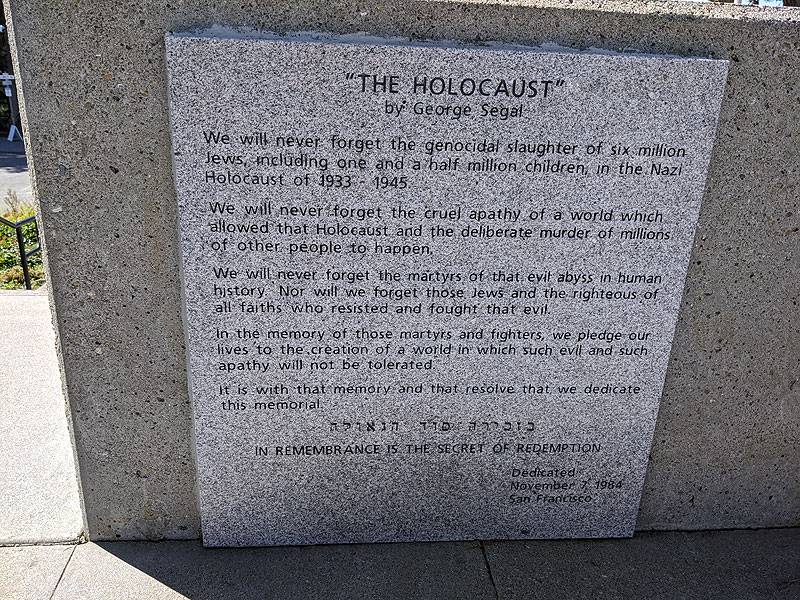 "THE HOLOCAUST"
by George Segal
We will never forget the genocidal slaughter of six million
Jews, including one and a half million children, in the Nazi
Holocaust of 1933 - 1945.
We will never forget the cruel apathy of a world which
allowed that Holocaust and the deliberate murder of millions
of other people to happen.
We will never forget the martyrs of that evil abyss in human
history. Nor will we forget those Jews and the righteous of
all faiths who resisted and fought that evil.
In the memory of those martyrs and fighters, we pledge our
lives to the creation of a world in which such evil and such
apathy will not be tolerated.
It is with that memory and that resolve that we dedicate
this memorial.
בזכירה סוד הגאולה
IN REMEMBRANCE IS THE SECRET OF REDEMPTION
Dedicated
November 7, 1984
San Francisco